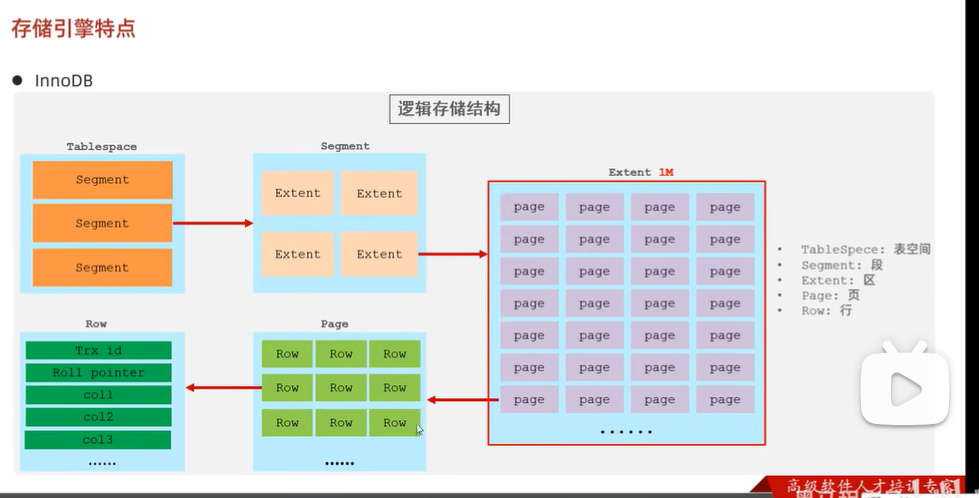 存储引擎特点
● InnoDB
逻辑存储结构
Tablespace
Segment
Segment
Segment
Segment
Extent Extent
Extent Extent
Extent 1M
page page page page
page page page page
page page page page
page page page page
page page page page
page page page page
page page page page
......
• TableSpece: 表空间
• Segment: 段
• Extent: 区
• Page: 页
• Row: 行
Row
Trx id
Roll pointer
col1
col2
col3
......
Page
Row Row Row
Row Row Row
Row Row Row
......
高级软件人才培训专家